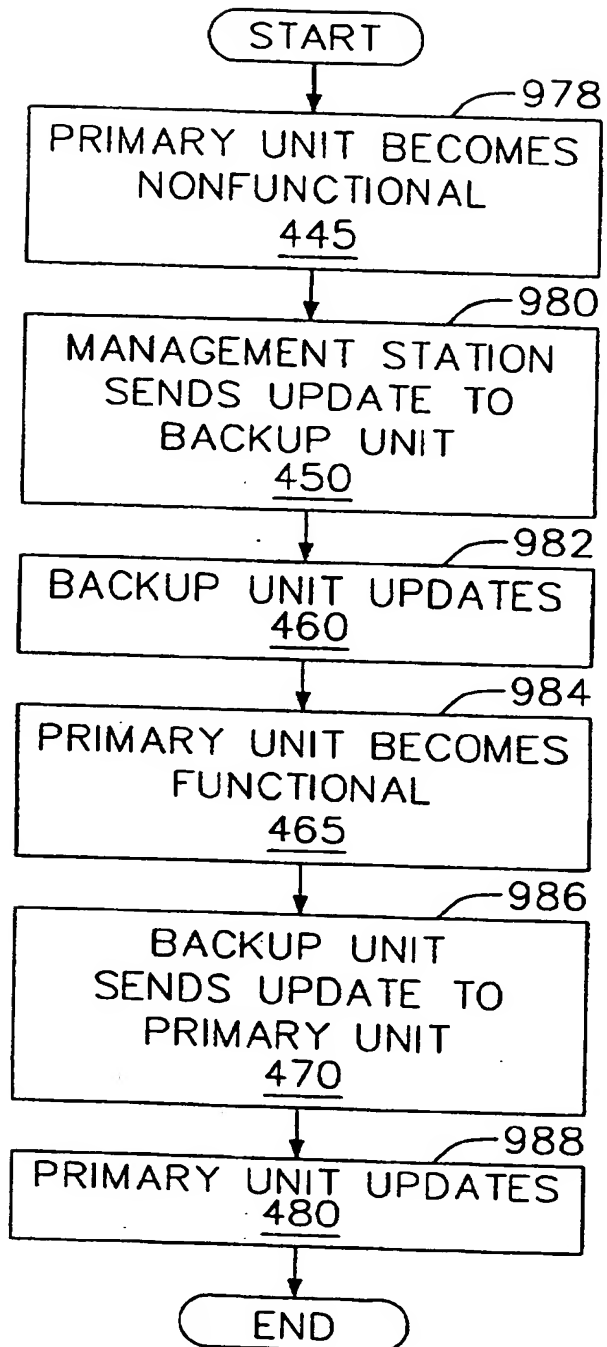 START
978
PRIMARY UNIT BECOMES
NONFUNCTIONAL
445
980
MANAGEMENT STATION
SENDS UPDATE TO
BACKUP UNIT
450
982
BACKUP UNIT UPDATES
460
984
PRIMARY UNIT BECOMES
FUNCTIONAL
465
986
BACKUP UNIT
SENDS UPDATE TO
PRIMARY UNIT
470
988
PRIMARY UNIT UPDATES
480
END